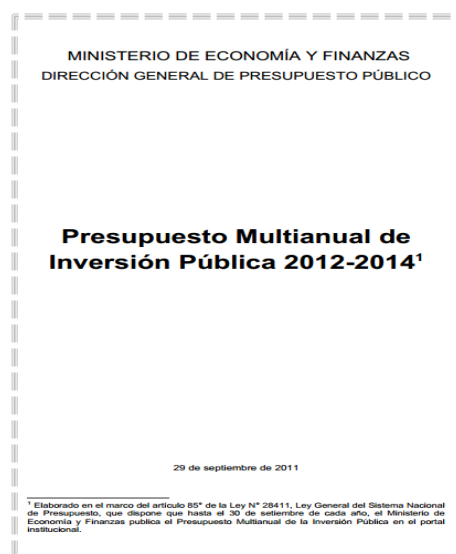 MINISTERIO DE ECONOMÍA Y FINANZAS
DIRECCIÓN GENERAL DE PRESUPUESTO PÚBLICO
Presupuesto Multianual de
Inversión Pública 2012-2014¹
29 de septiembre de 2011
¹ Elaborado en el marco del artículo 85° de la Ley N° 28411, Ley General del Sistema Nacional
de Presupuesto, que dispone que hasta el 30 de setiembre de cada año, el Ministerio de
Economía y Finanzas publica el Presupuesto Multianual de la Inversión Pública en el portal
institucional.